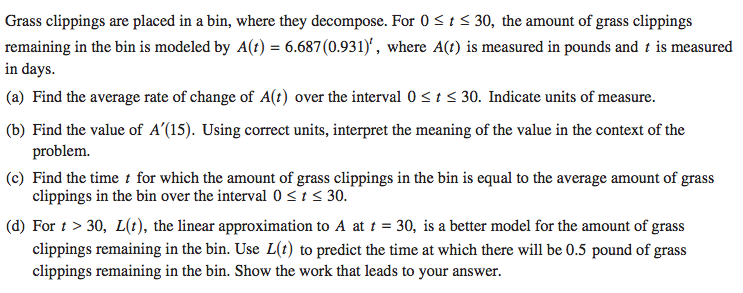 Grass clippings are placed in a bin, where they decompose. For 0 ≤ t ≤ 30, the amount of grass clippings
remaining in the bin is modeled by A(t) = 6.687(0.931)^t, where A(t) is measured in pounds and t is measured
in days.
(a) Find the average rate of change of A(t) over the interval 0 ≤ t ≤ 30. Indicate units of measure.
(b) Find the value of A′(15). Using correct units, interpret the meaning of the value in the context of the
problem.
(c) Find the time t for which the amount of grass clippings in the bin is equal to the average amount of grass
clippings in the bin over the interval 0 ≤ t ≤ 30.
(d) For t > 30, L(t), the linear approximation to A at t = 30, is a better model for the amount of grass
clippings remaining in the bin. Use L(t) to predict the time at which there will be 0.5 pound of grass
clippings remaining in the bin. Show the work that leads to your answer.